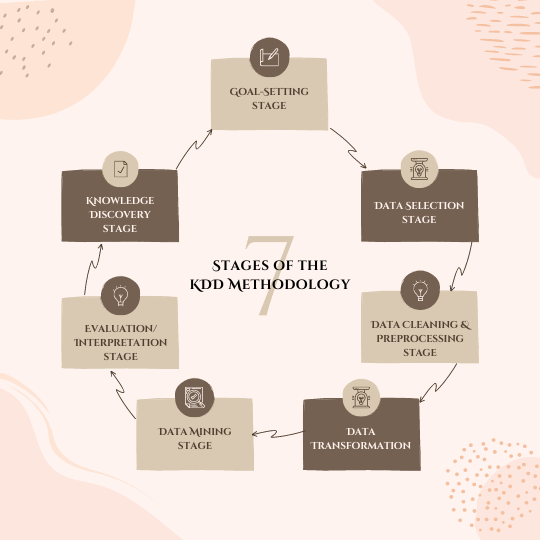 Goal-Setting
Stage
Data Selection
Stage
Data Cleaning &
Preprocessing
Stage
Data
Transformation
Data Mining
Stage
Evaluation/
Interpretation
Stage
Knowledge
Discovery
Stage
7
Stages of the
KDD Methodology